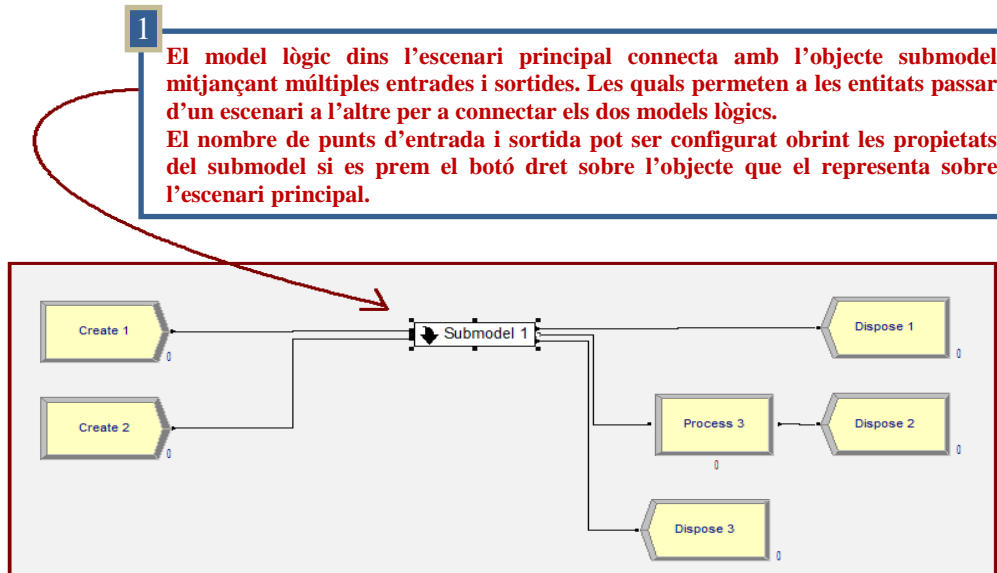 1
El model lògic dins l’escenari principal connecta amb l’objecte submodel
mitjançant múltiples entrades i sortides. Les quals permeten a les entitats passar
d’un escenari a l’altre per a connectar els dos models lògics.
El nombre de punts d’entrada i sortida pot ser configurat obrint les propietats
del submodel si es prem el botó dret sobre l’objecte que el representa sobre
l’escenari principal.
Create 1
0
Submodel 1
Dispose 1
0
Create 2
0
Process 3
0
Dispose 2
0
Dispose 3
0